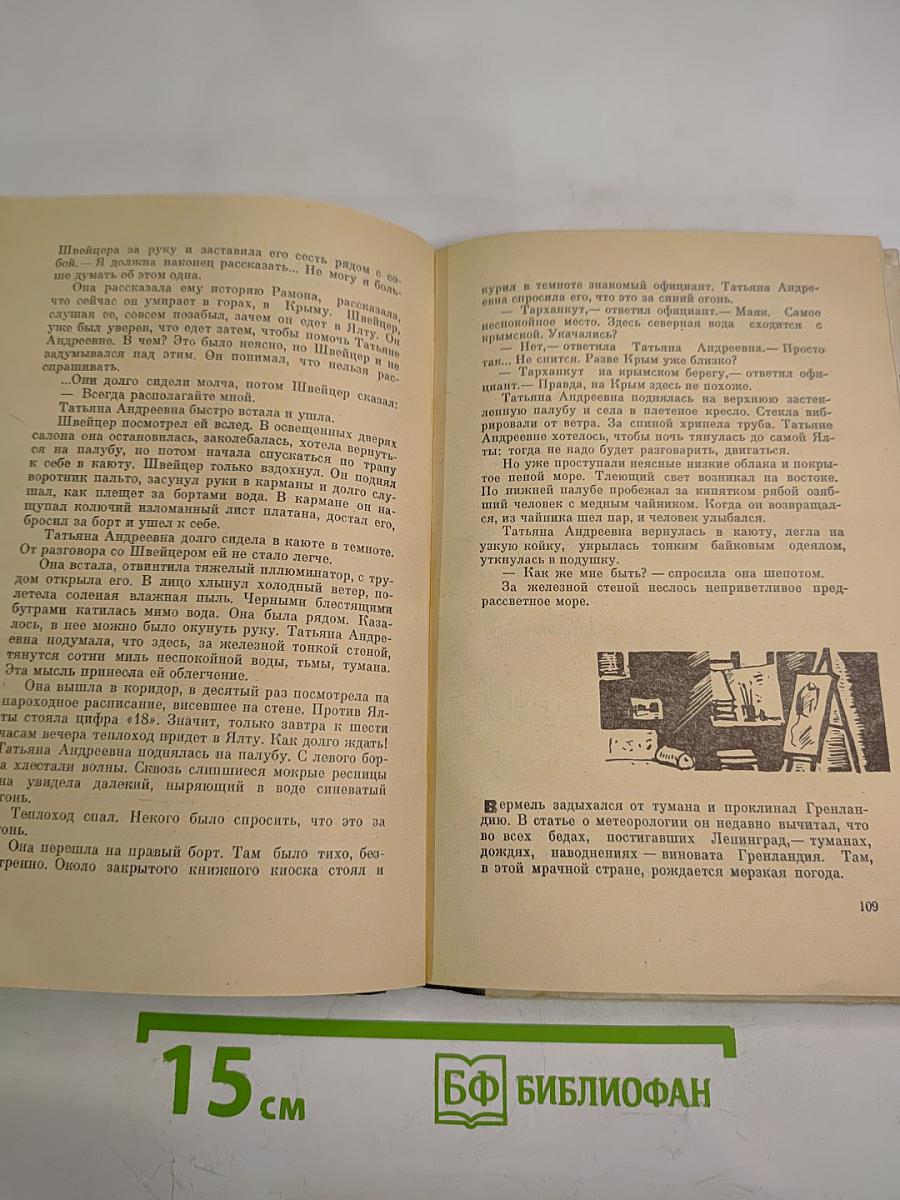 Швейцера за руку и заставила его сесть рядом с со-
бой.— Я должна наконец рассказать... Не могу я боль-
ше думать об этом одна.
Она рассказала ему историю Рамона, рассказала,
что сейчас он умирает в горах, в Крыму. Швейцер,
слушая ее, совсем позабыл, зачем он едет в Ялту. Он
уже был уверен, что едет затем, чтобы помочь Татьяне
Андреевне. В чем? Это было неясно, но Швейцер и не
задумывался над этим. Он понимал, что нельзя рас-
спрашивать.
...Они долго сидели молча, потом Швейцер сказал:
— Всегда располагайте мной.
Татьяна Андреевна быстро встала и ушла.
Швейцер посмотрел ей вслед. В освещенных дверях
салона она остановилась, заколебалась, хотела вернуть-
ся на палубу, но потом начала спускаться по трапу
к себе в каюту. Швейцер только вздохнул. Он поднял
воротник пальто, засунул руки в карманы и долго слу-
шал, как плещет за бортами вода. В кармане он на-
щупал колючий изломанный лист платана, достал его,
бросил за борт и ушел к себе.
Татьяна Андреевна долго сидела в каюте в темноте.
От разговора со Швейцером ей не стало легче.
Она встала, отвинтила тяжелый иллюминатор, с тру-
дом открыла его. В лицо хлынул холодный ветер, по-
летела соленая влажная пыль. Черными блестящими
буграми катилась мимо вода. Она была рядом. Каза-
лось, в нее можно было окунуть руку. Татьяна Андре-
евна подумала, что здесь, за железной тонкой стеной,
тянутся сотни миль неспокойной воды, тьмы, тумана.
Эта мысль принесла ей облегчение.
Она вышла в коридор, в десятый раз посмотрела на
пароходное расписание, висевшее на стене. Против Ял-
ты стояла цифра «18». Значит, только завтра к шести
часам вечера теплоход придет в Ялту. Как долго ждать!
Татьяна Андреевна поднялась на палубу. С левого бор-
а хлестали волны. Сквозь слипшиеся мокрые ресницы
на увидела далекий, ныряющий в воде синеватый
гонь.
Теплоход спал. Некого было спросить, что это за
гонь.
Она перешла на правый борт. Там было тихо, без-
тренно. Около закрытого книжного киоска стоял и
курил в темноте знакомый официант. Татьяна Андре-
евна спросила его, что это за синий огонь.
— Тарханкут,— ответил официант.— Маяк. Самое
неспокойное место. Здесь северная вода сходится с
крымской. Укачались?
— Нет,— ответила Татьяна Андреевна.— Просто
так... Не спится. Разве Крым уже близко?
— Тарханкут на крымском берегу,— ответил офи-
циант.— Правда, на Крым здесь не похоже.
Татьяна Андреевна поднялась на верхнюю застек-
ленную палубу и села в плетеное кресло. Стекла виб-
рировали от ветра. За спиной хрипела труба. Татьяне
Андреевне хотелось, чтобы ночь тянулась до самой Ял-
ты: тогда не надо будет разговорить, двигаться.
Но уже проступали неясные низкие облака и покры-
тое пеной море. Тлеющий свет возникал на востоке.
По нижней палубе пробежал за кипятком рябой озяб-
ший человек с медным чайником. Когда он возвращал-
ся, из чайника шел пар, и человек улыбался.
Татьяна Андреевна вернулась в каюту, легла на
узкую койку, укрылась тонким байковым одеялом,
уткнулась в подушку.
— Как же мне быть? — спросила она шепотом.
За железной стеной неслось неприветливое пред-
рассветное море.
Вермель задыхался от тумана и проклинал Гренлан-
дию. В статье о метеорологии он недавно вычитал, что
во всех бедах, постигавших Ленинград,— туманах,
дождях, наводнениях — виновата Гренландия. Там,
в этой мрачной стране, рождается мерзкая погода.
109
15 см
БФ БИБЛИОФАН